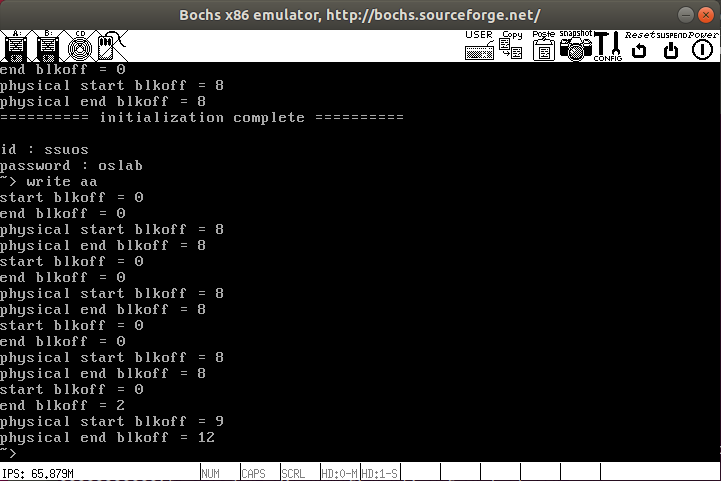 Bochs x86 emulator, http://bochs.sourceforge.net/
A: B: CD USER Copy Paste snapshot CONFIG Reset SUSPEND Power
end blkoff = 0
physical start blkoff = 8
physical end blkoff = 8
========== initialization complete ==========
id : ssuos
password : oslab
~> write aa
start blkoff = 0
end blkoff = 0
physical start blkoff = 8
physical end blkoff = 8
start blkoff = 0
end blkoff = 0
physical start blkoff = 8
physical end blkoff = 8
start blkoff = 0
end blkoff = 0
physical start blkoff = 8
physical end blkoff = 8
start blkoff = 0
end blkoff = 2
physical start blkoff = 9
physical end blkoff = 12
~>
IPS: 65.879M NUM CAPS SCRL HD:0-M HD:1-S